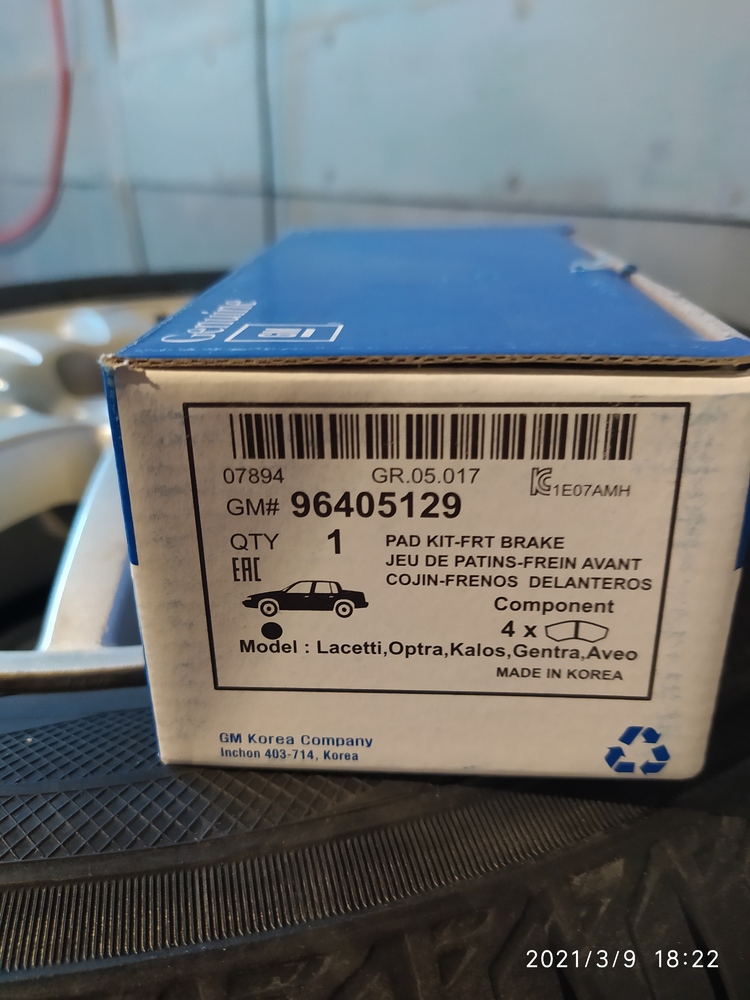 Genuine
GM
07894 GR.05.017 1E07AMH
GM# 96405129
QTY 1 PAD KIT-FRT BRAKE
JEU DE PATINS-FREIN AVANT
EAC COJIN-FRENOS DELANTEROS
Component
4 x
Model : Lacetti,Optra,Kalos,Gentra,Aveo
MADE IN KOREA
GM Korea Company
Inchon 403-714, Korea
2021/3/9 18:22